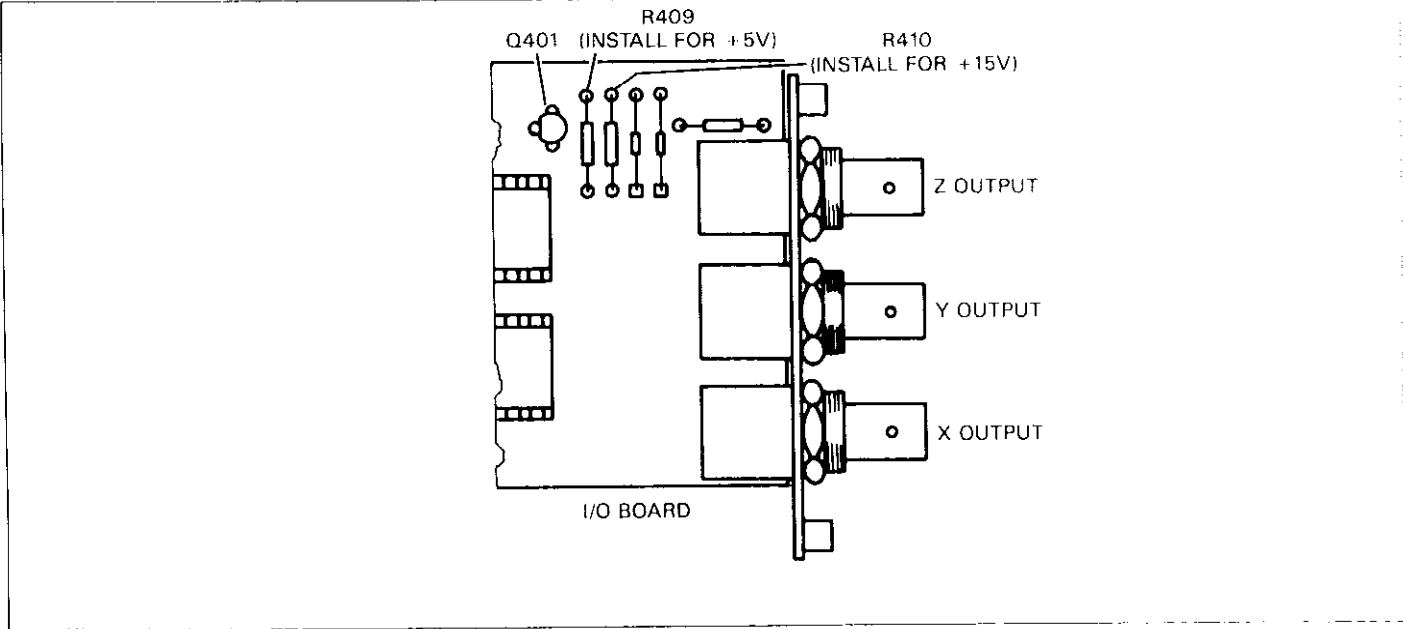 R409
Q401 (INSTALL FOR +5V)
R410
(INSTALL FOR +15V)
Z OUTPUT
Y OUTPUT
X OUTPUT
I/O BOARD